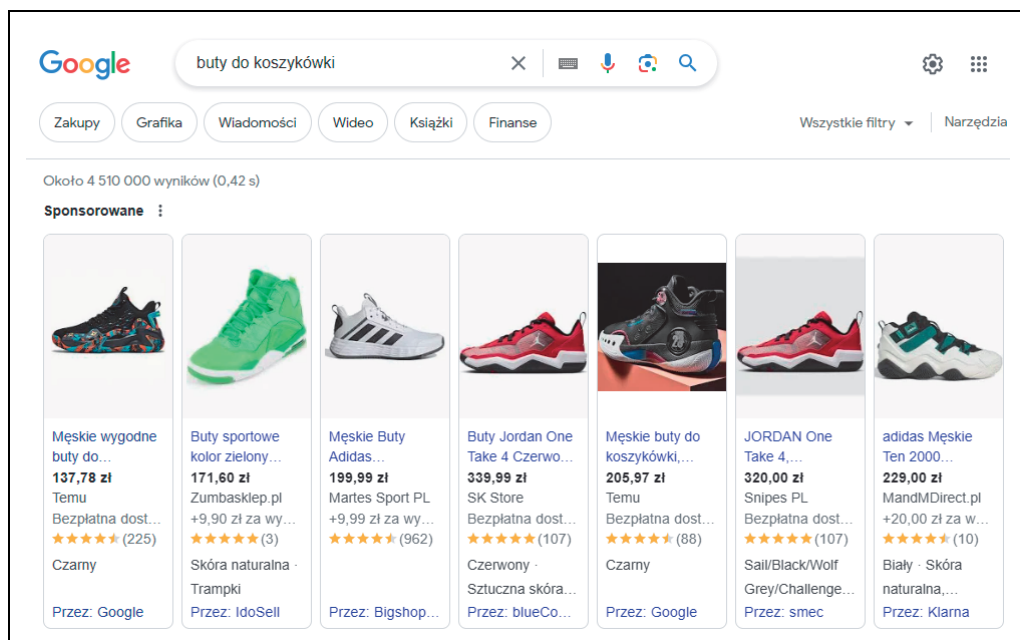 Google
buty do koszykówki
Zakupy
Grafika
Wiadomości
Wideo
Książki
Finanse
Wszystkie filtry
Narzędzia
Około 4 510 000 wyników (0,42 s)
Sponsorowane
Męskie wygodne
buty do...
137,78 zł
Temu
Bezpłatna dost...
(225)
Czarny
Przez: Google
Buty sportowe
kolor zielony...
171,60 zł
Zumbasklep.pl
+9,90 zł za wy...
(3)
Skóra naturalna ·
Trampki
Przez: IdoSell
Męskie Buty
Adidas...
199,99 zł
Martes Sport PL
+9,99 zł za wy...
(962)
Przez: Bigshop...
Buty Jordan One
Take 4 Czerwo...
339,99 zł
SK Store
Bezpłatna dost...
(107)
Czerwony ·
Sztuczna skóra...
Przez: blueCo...
Męskie buty do
koszykówki,...
205,97 zł
Temu
Bezpłatna dost...
(88)
Czarny
Przez: Google
JORDAN One
Take 4,...
320,00 zł
Snipes PL
Bezpłatna dost...
(107)
Sail/Black/Wolf
Grey/Challenge...
Przez: smec
adidas Męskie
Ten 2000...
229,00 zł
MandMDirect.pl
+20,00 zł za w...
(10)
Biały · Skóra
naturalna,...
Przez: Klarna